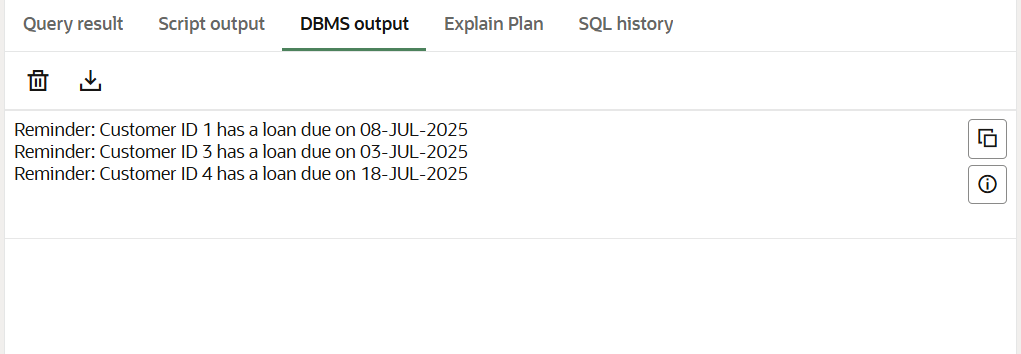 Query result Script output DBMS output Explain Plan SQL history
Reminder: Customer ID 1 has a loan due on 08-JUL-2025
Reminder: Customer ID 3 has a loan due on 03-JUL-2025
Reminder: Customer ID 4 has a loan due on 18-JUL-2025